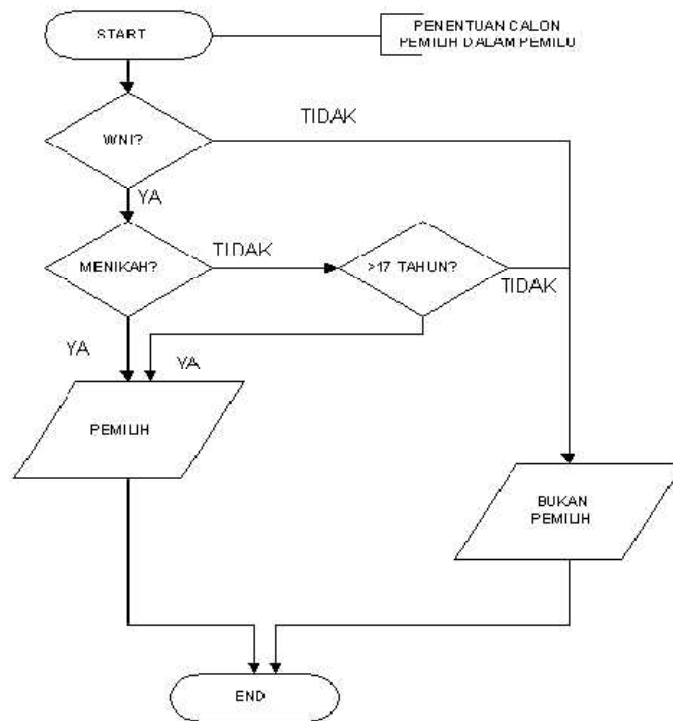 START
PENENTUAN CALON
PEMILIH DALAM PEMILU
WNI?
TIDAK
YA
MENIKAH?
TIDAK
>17 TAHUN?
TIDAK
YA
YA
PEMILIH
BUKAN
PEMILIH
END